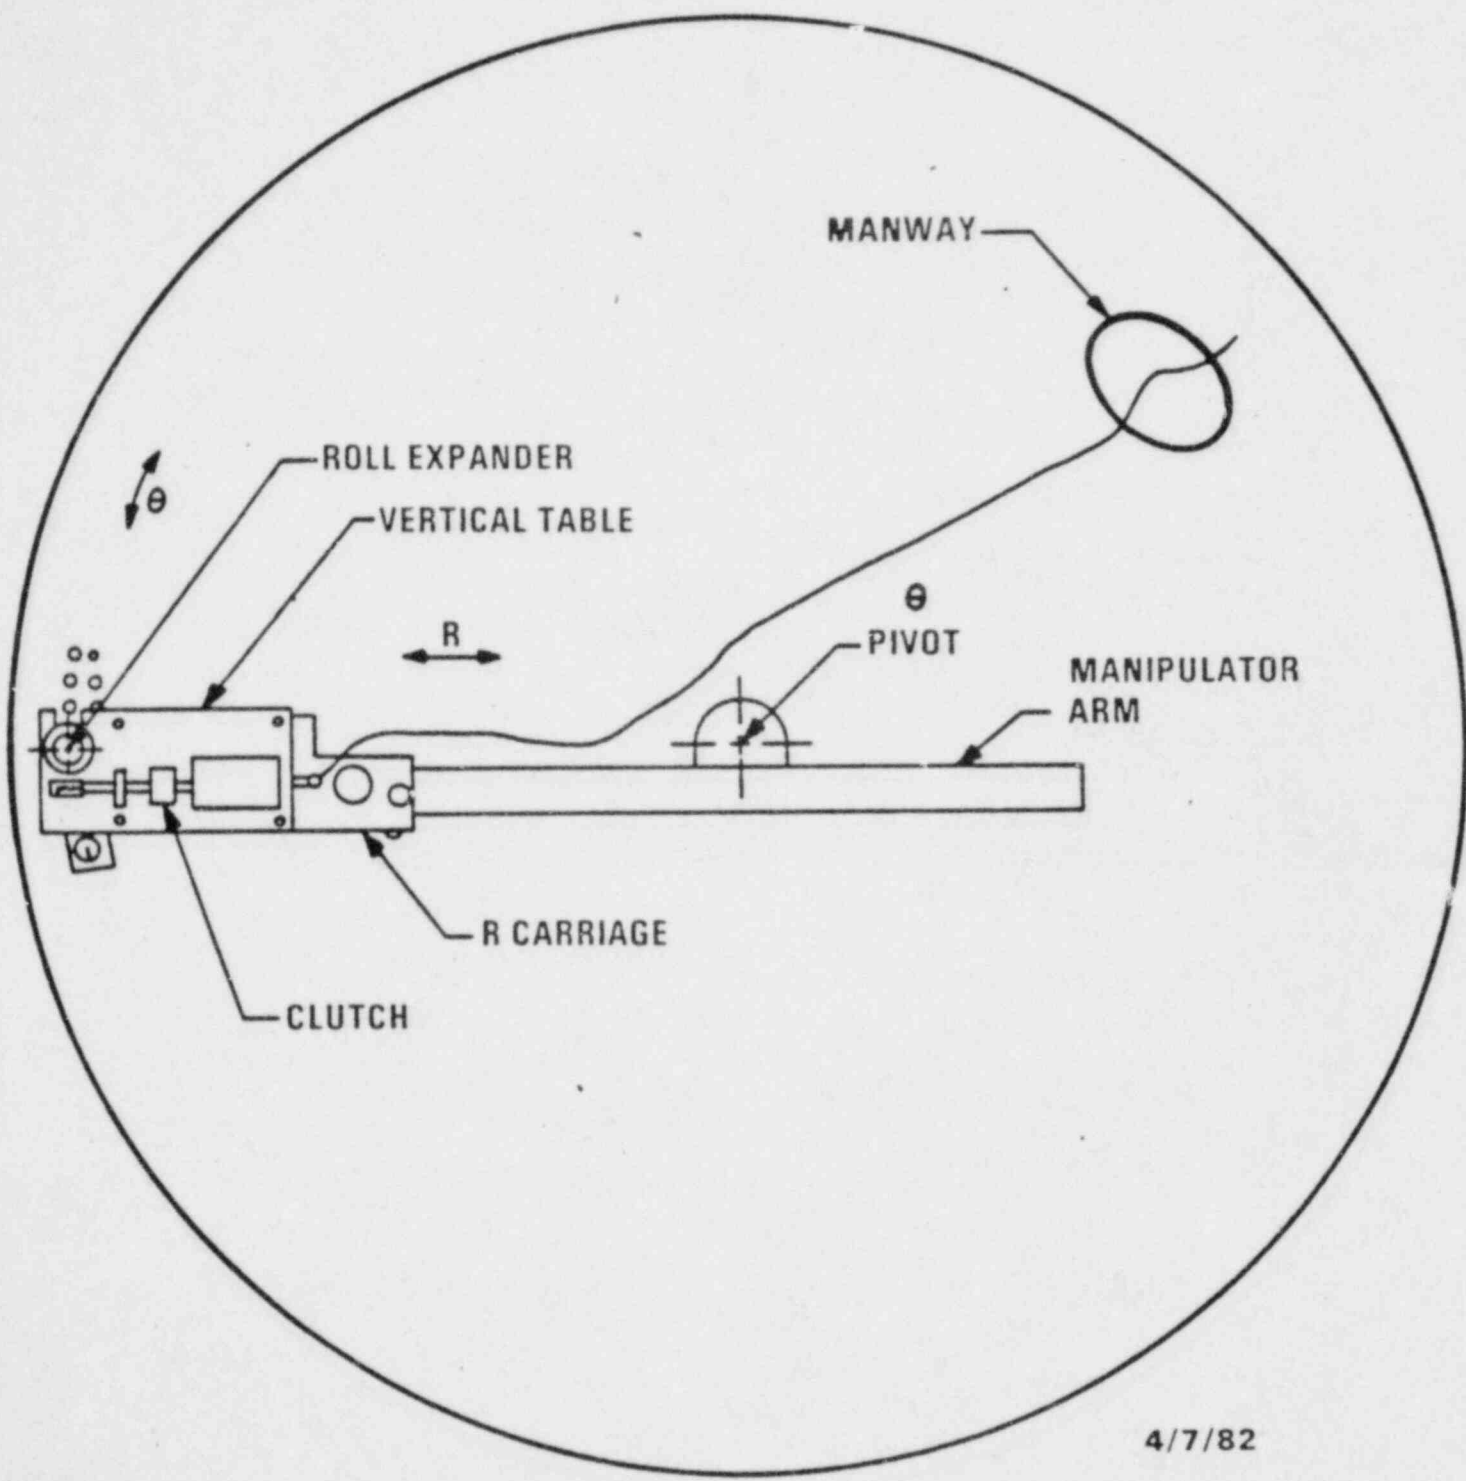 MANWAY
ROLL EXPANDER
θ
VERTICAL TABLE
θ
R
PIVOT
MANIPULATOR
ARM
R CARRIAGE
CLUTCH
4/7/82